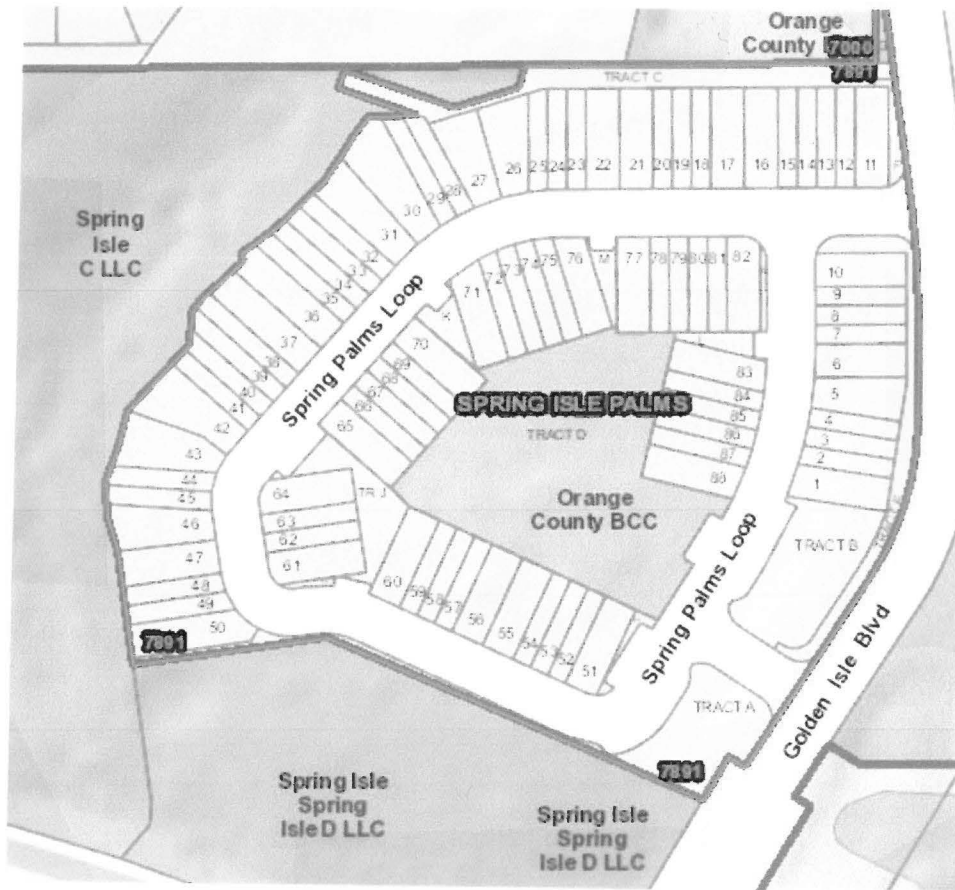 Orange
County
7000
7891
TRACT C
26 25 24 23 22 21 20 19 18 17 16 15 14 13 12 11
27
28
29
30
31
32
33
34
35
36
37
38
39
40
41
42
43
44
45
46
47
48
49
50
7891
Spring
Isle
C LLC
Spring Palms Loop
71 72 73 74 75 76 M 77 78 79 80 81 82
K
70
69
68
67
66
65
10
9
8
7
6
5
4
3
2
1
L
83
84
85
86
87
88
SPRING ISLE PALMS
TRACT D
Orange
County BCC
64
63
62
61
TR J
60 59 58 57 56 55 54 53 52 51
Spring Palms Loop
TRACT B
TRACT A
Golden Isle Blvd
7891
Spring Isle
Spring
Isle D LLC
Spring Isle
Spring
Isle D LLC